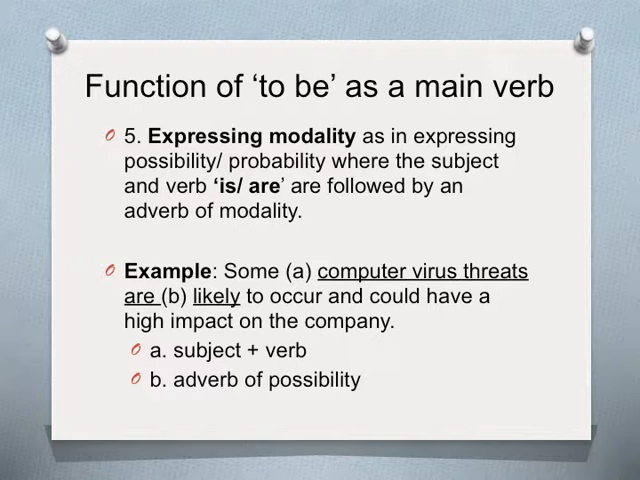 Function of ‘to be’ as a main verb
5. Expressing modality as in expressing
possibility/ probability where the subject
and verb ‘is/ are’ are followed by an
adverb of modality.
Example: Some (a) computer virus threats
are (b) likely to occur and could have a
high impact on the company.
a. subject + verb
b. adverb of possibility